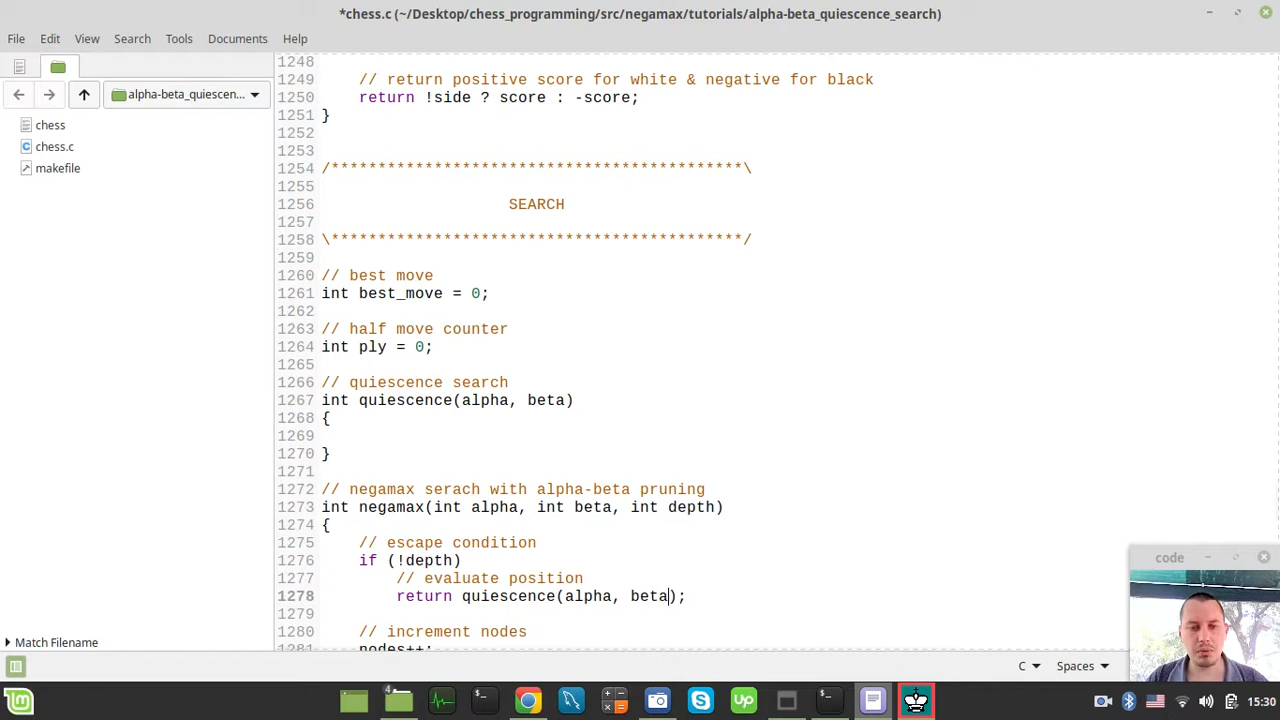 *chess.c (~/Desktop/chess_programming/src/negamax/tutorials/alpha-beta_quiescence_search)
File Edit View Search Tools Documents Help
alpha-beta_quiescen...
chess
chess.c
makefile
Match Filename
1248
1249 // return positive score for white & negative for black
1250 return !side ? score : -score;
1251 }
1252
1253
1254 /********************************************\
1255
1256 SEARCH
1257
1258 \********************************************/
1259
1260 // best move
1261 int best_move = 0;
1262
1263 // half move counter
1264 int ply = 0;
1265
1266 // quiescence search
1267 int quiescence(alpha, beta)
1268 {
1269
1270 }
1271
1272 // negamax serach with alpha-beta pruning
1273 int negamax(int alpha, int beta, int depth)
1274 {
1275 // escape condition
1276 if (!depth)
1277 // evaluate position
1278 return quiescence(alpha, beta);
1279
1280 // increment nodes
1281 nodes++;
code
C Spaces
4
15:30